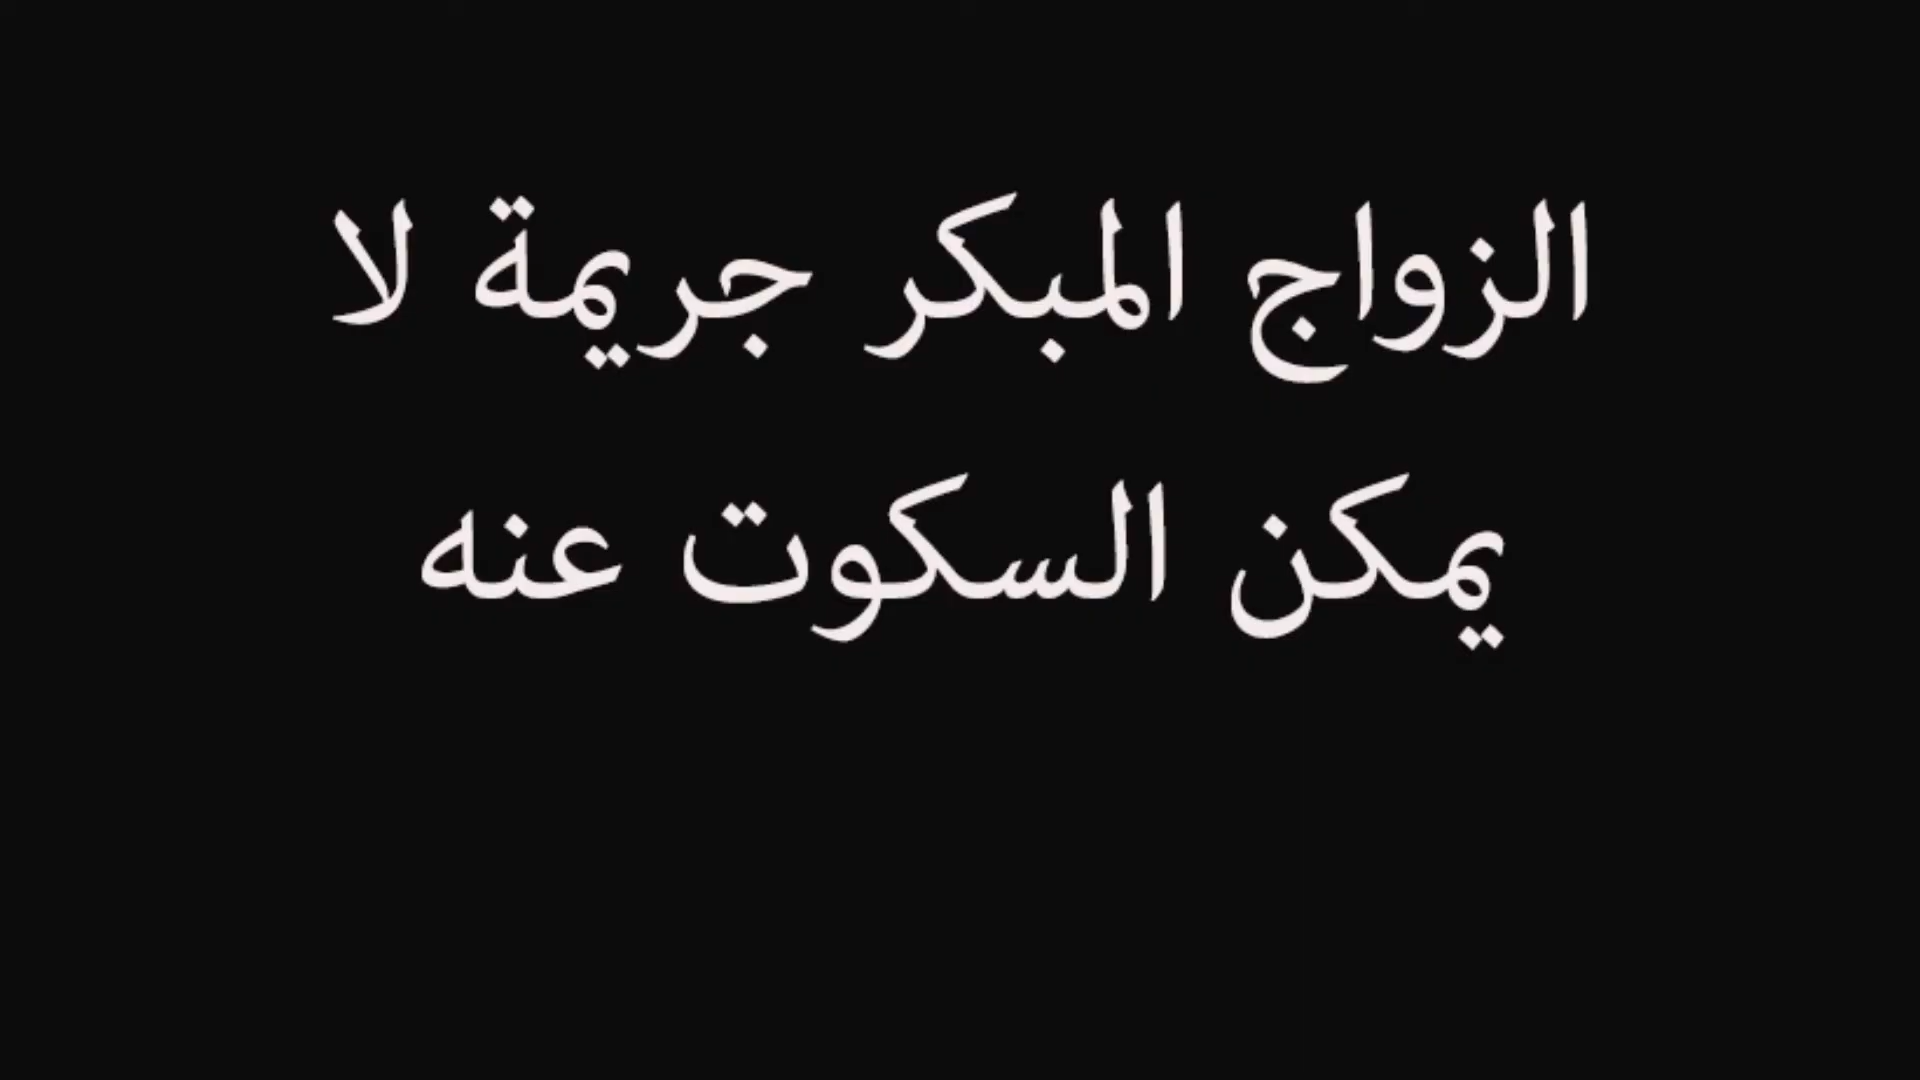 الزواج المبكر جريمة لا
يمكن السكوت عنه